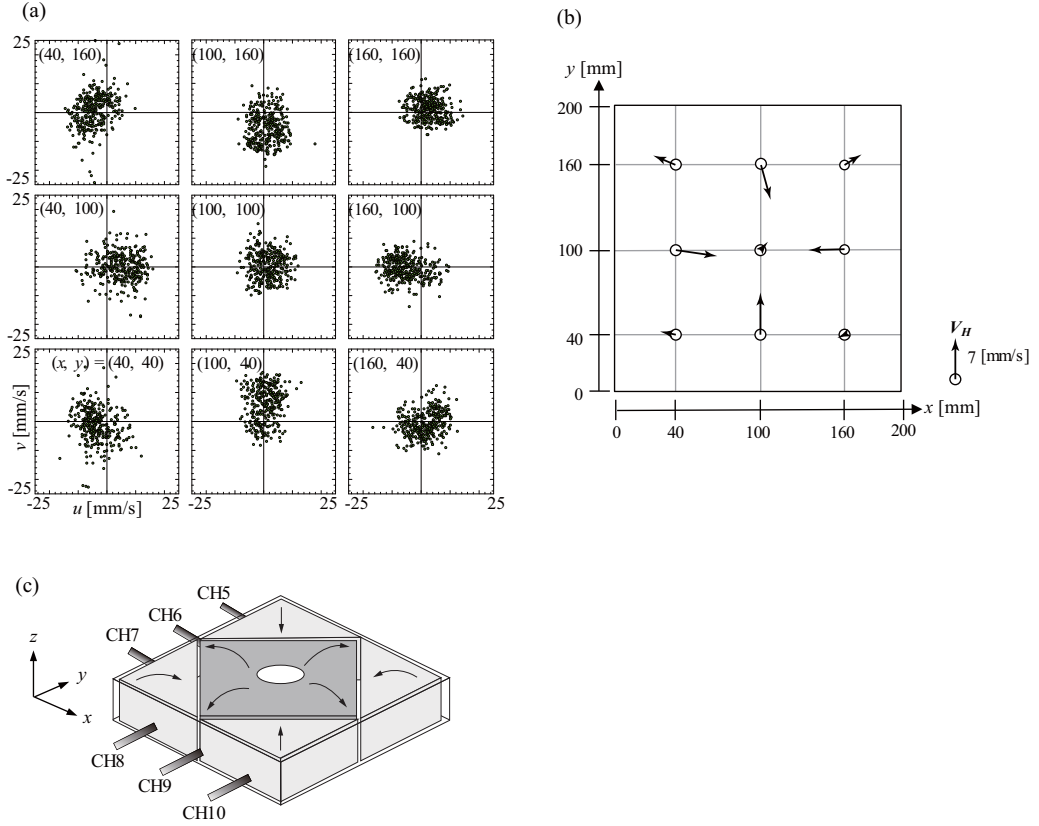 (a)
25
-25
(40, 160)
(100, 160)
(160, 160)
25
-25
(40, 100)
(100, 100)
(160, 100)
25
-25
(x, y) = (40, 40)
(100, 40)
(160, 40)
v [mm/s]
-25
25
-25
25
-25
25
u [mm/s]
(b)
y [mm]
200
160
100
40
0
0
40
100
160
200
x [mm]
V_H
7 [mm/s]
(c)
CH5
CH6
CH7
z
y
x
CH8
CH9
CH10